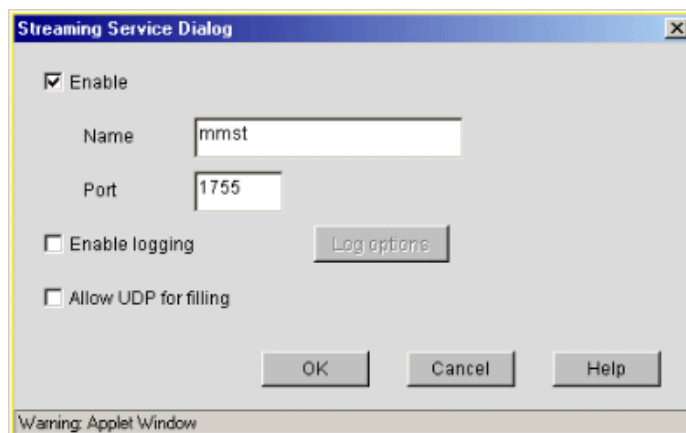 Streaming Service Dialog
Enable
Name mmst
Port 1755
Enable logging Log options
Allow UDP for filling
OK Cancel Help
Warning: Applet Window